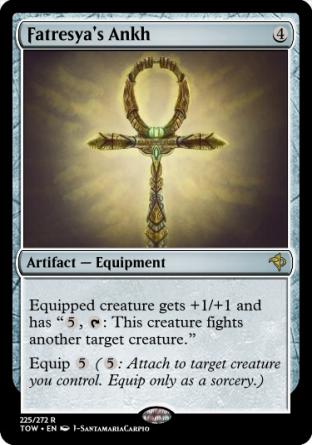 Fatresya's Ankh 4
Artifact — Equipment
Equipped creature gets +1/+1 and
has "5, : This creature fights
another target creature."
Equip 5 ( 5: Attach to target creature
you control. Equip only as a sorcery.)
225/272 R
TOW • EN J-SantamariaCarpio